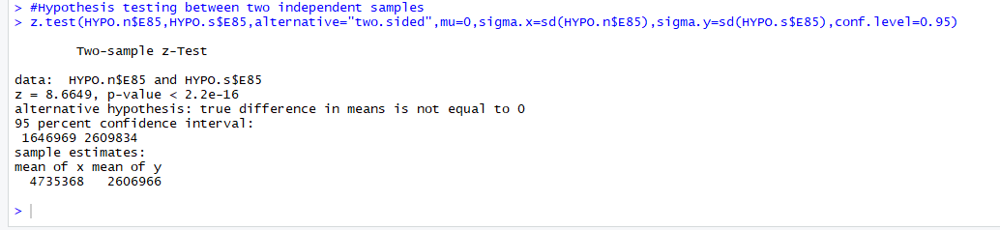 > #Hypothesis testing between two independent samples
> z.test(HYPO.n$E85,HYPO.s$E85,alternative="two.sided",mu=0,sigma.x=sd(HYPO.n$E85),sigma.y=sd(HYPO.s$E85),conf.level=0.95)
Two-sample z-Test
data:  HYPO.n$E85 and HYPO.s$E85
z = 8.6649, p-value < 2.2e-16
alternative hypothesis: true difference in means is not equal to 0
95 percent confidence interval:
1646969 2609834
sample estimates:
mean of x mean of y
4735368   2606966
>